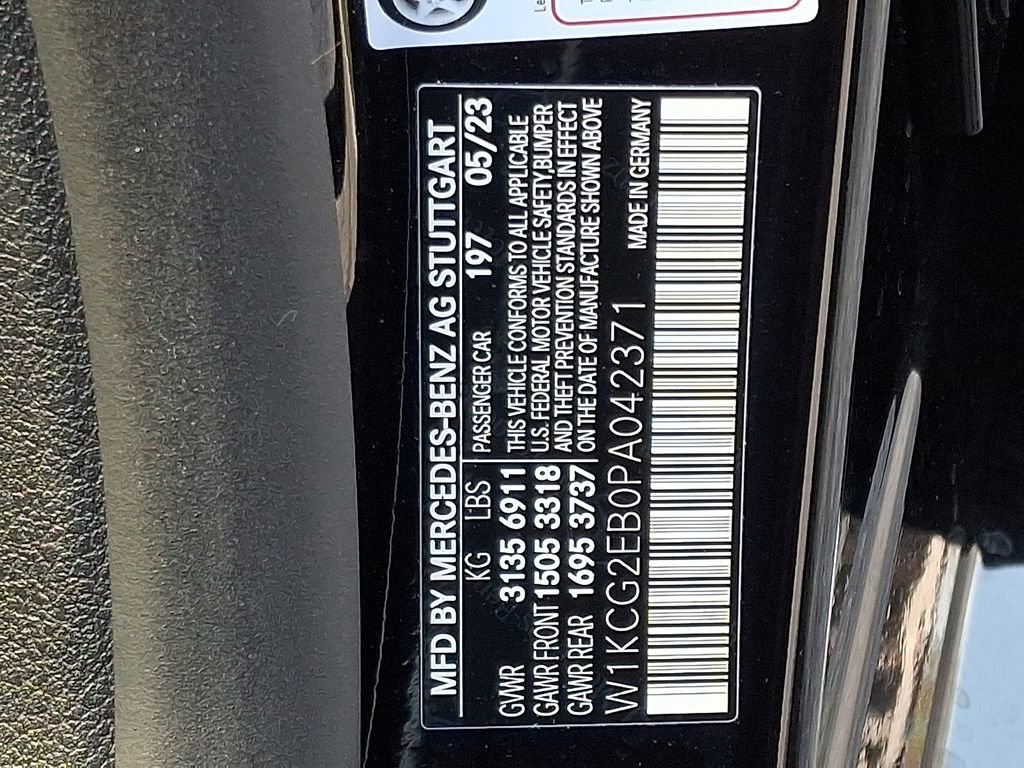 MFD BY MERCEDES-BENZ AG STUTTGART
KG LBS PASSENGER CAR 197 05/23
GVWR 3135 6911 THIS VEHICLE CONFORMS TO ALL APPLICABLE
GAWR FRONT 1505 3318 U.S. FEDERAL MOTOR VEHICLE SAFETY,BUMPER
GAWR REAR 1695 3737 AND THEFT PREVENTION STANDARDS IN EFFECT
ON THE DATE OF MANUFACTURE SHOWN ABOVE
W1KCG2EB0PA042371 MADE IN GERMANY